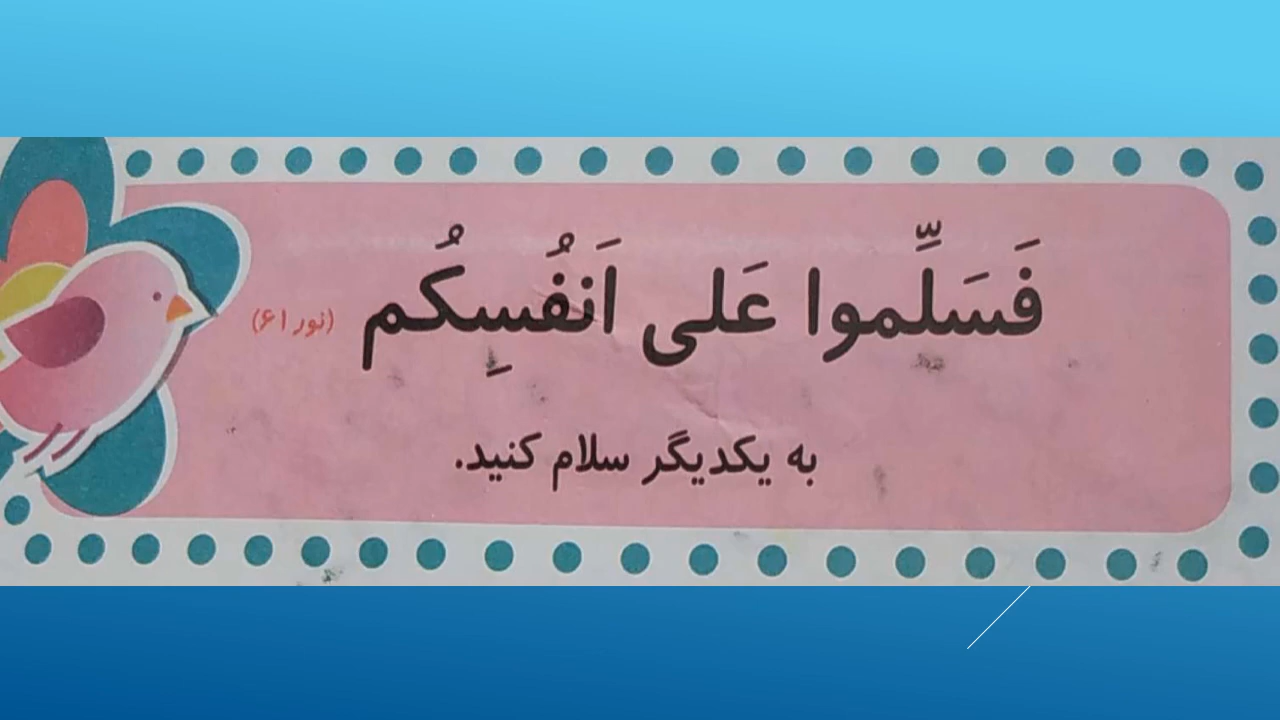 فَسَلِّموا عَلی اَنفُسِکُم (نور ۶۱)
به یکدیگر سلام کنید.